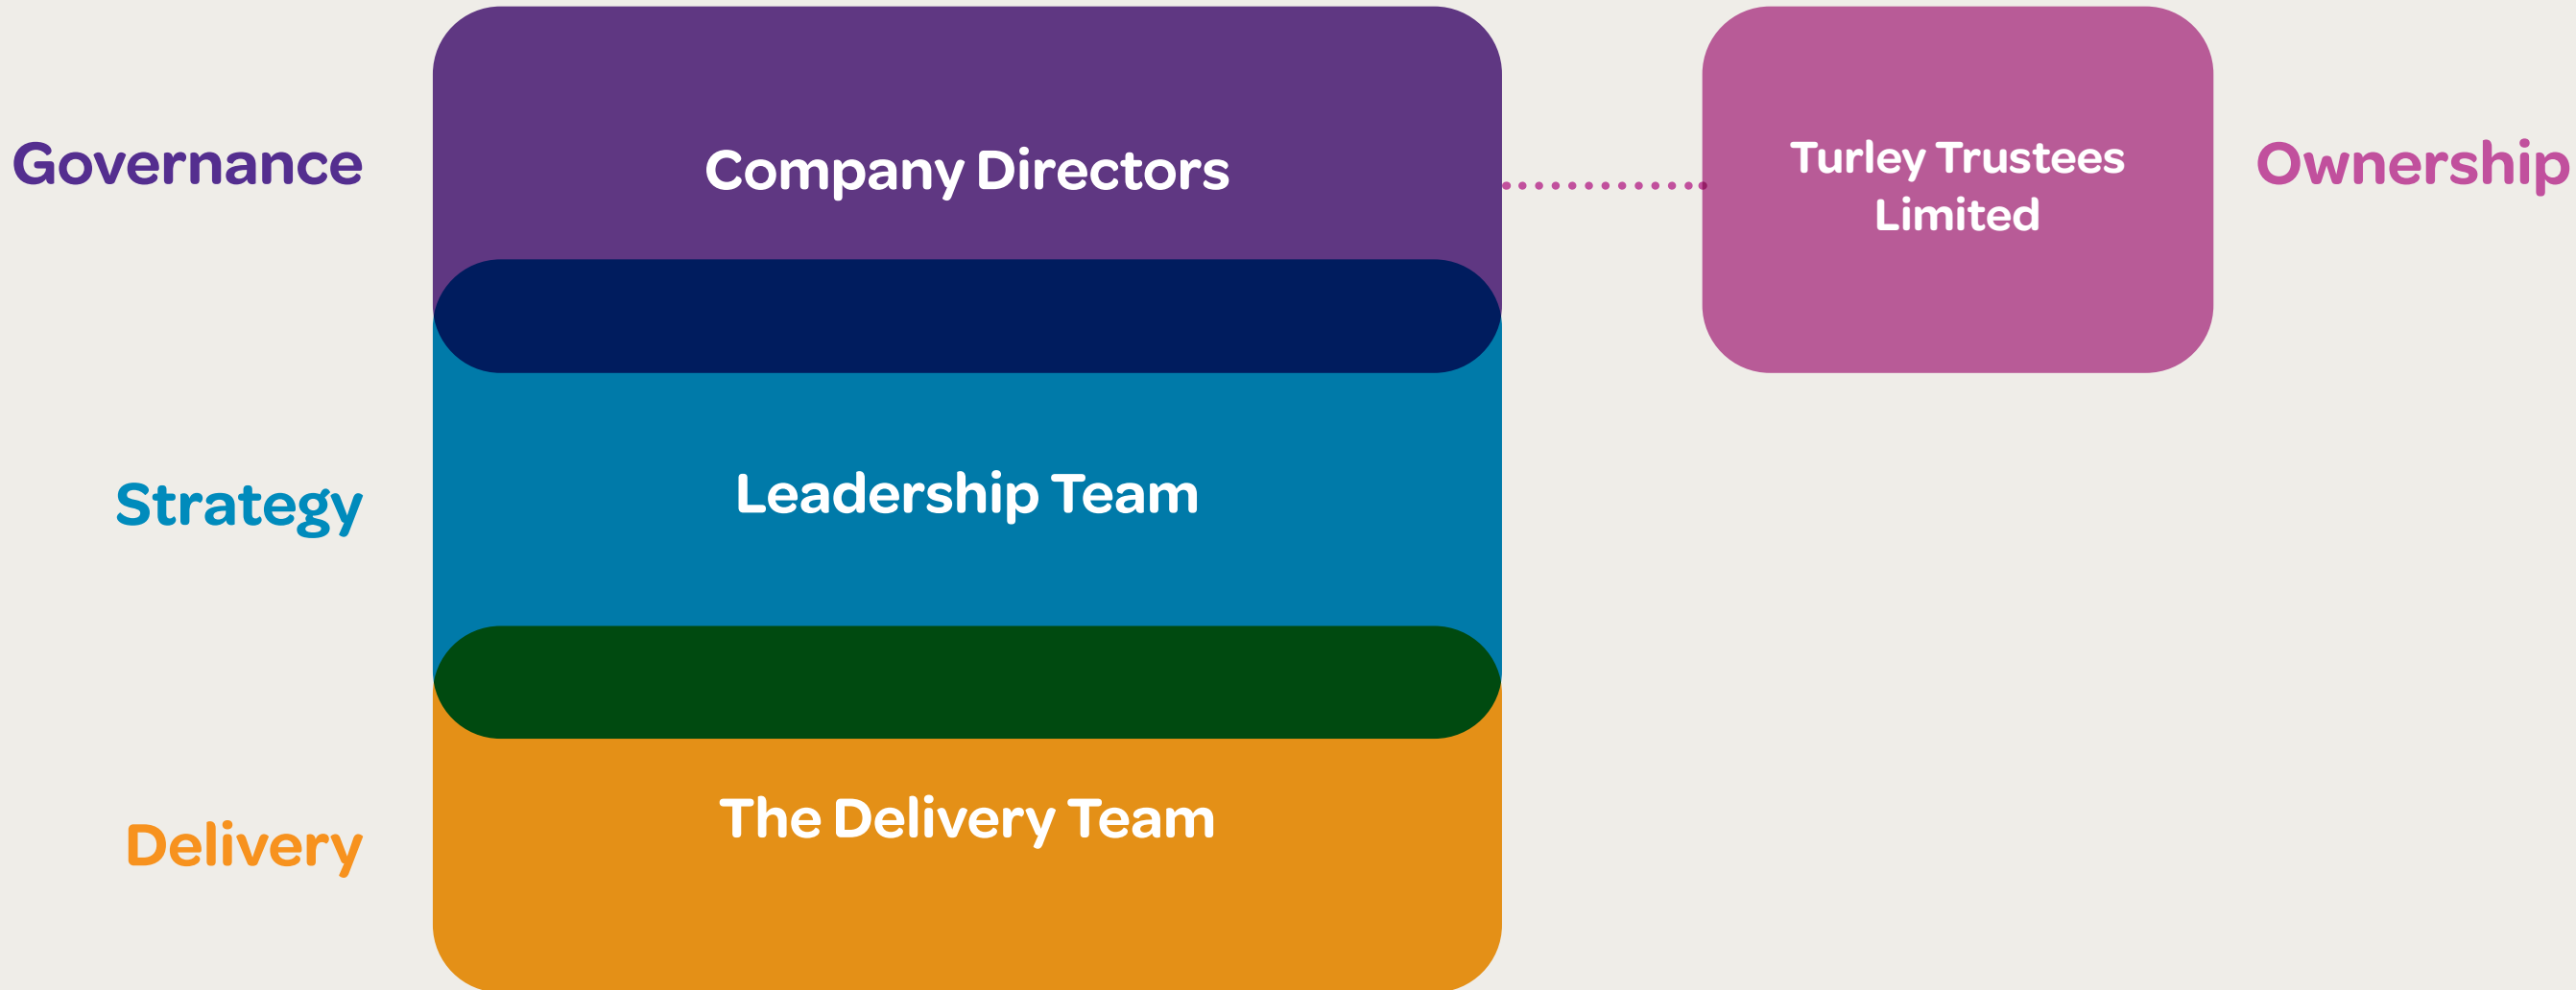 Governance
Company Directors
Turley Trustees
Limited
Ownership
Strategy
Leadership Team
Delivery
The Delivery Team